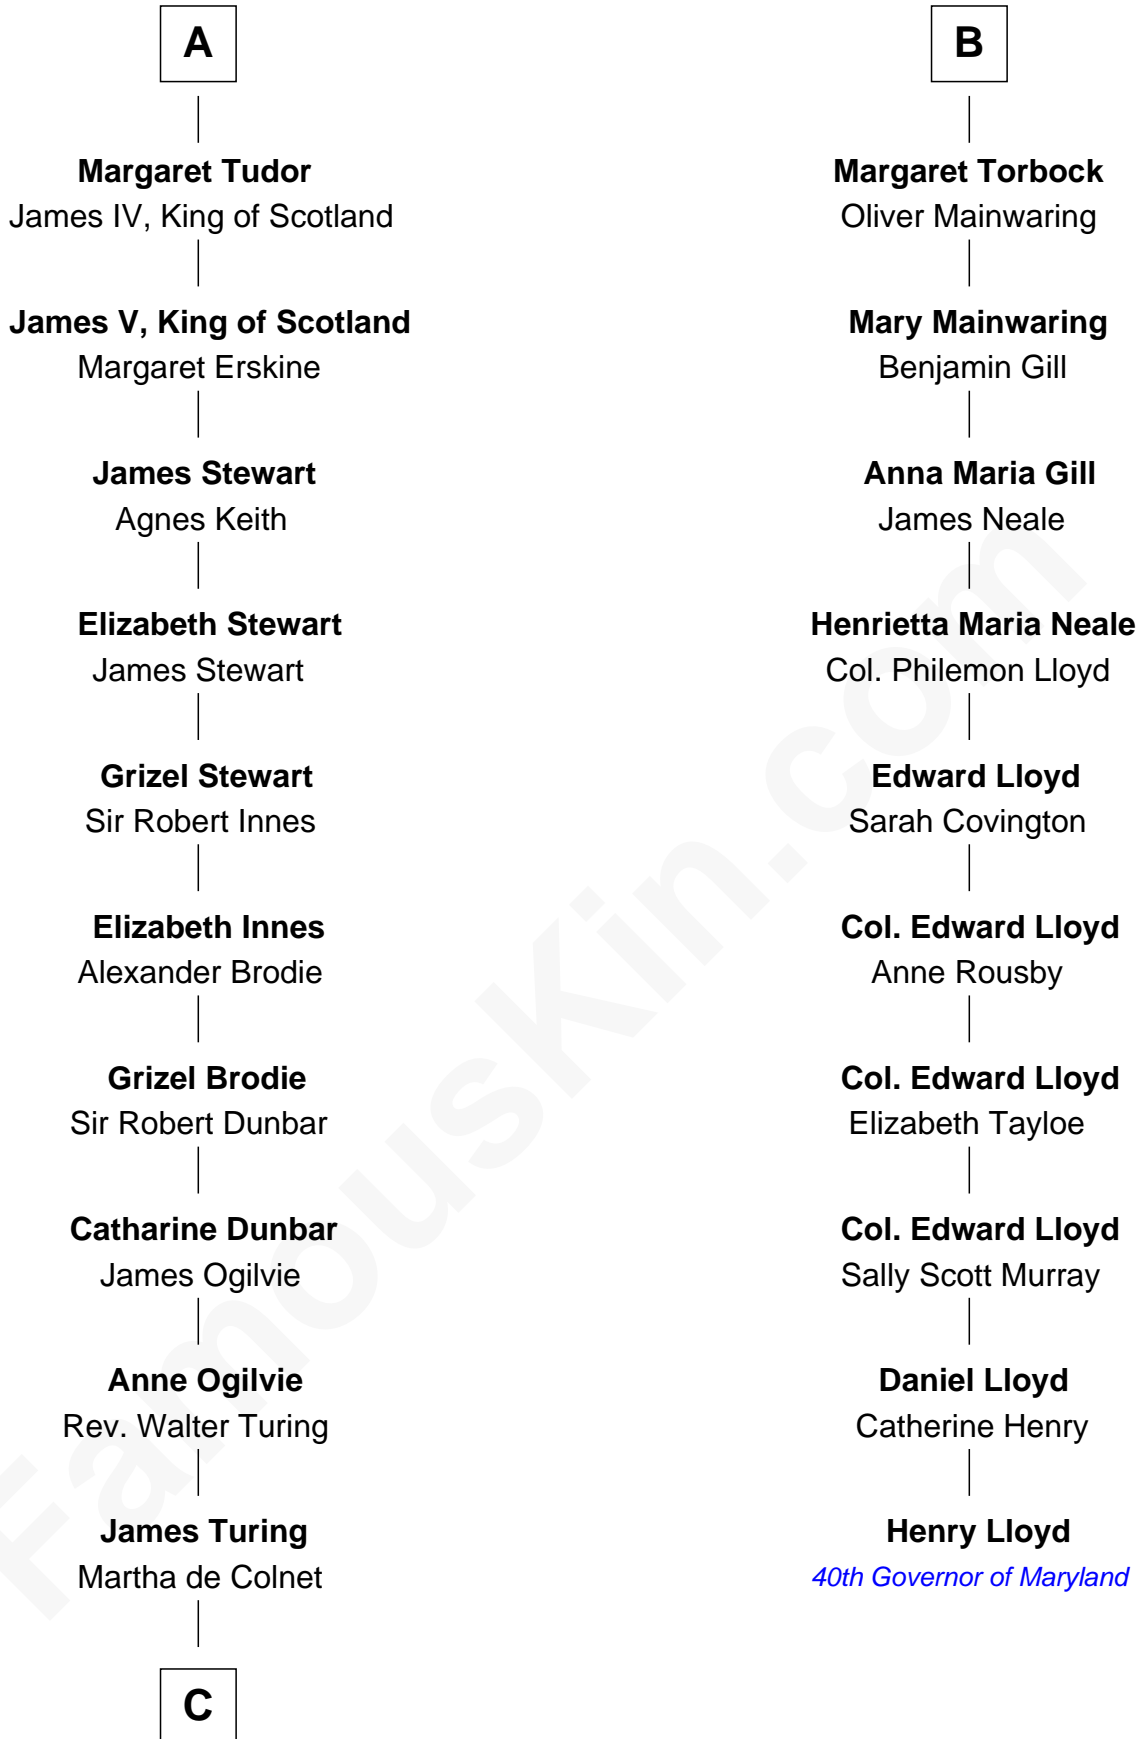 A
Margaret Tudor
James IV, King of Scotland
James V, King of Scotland
Margaret Erskine
James Stewart
Agnes Keith
Elizabeth Stewart
James Stewart
Grizel Stewart
Sir Robert Innes
Elizabeth Innes
Alexander Brodie
Grizel Brodie
Sir Robert Dunbar
Catharine Dunbar
James Ogilvie
Anne Ogilvie
Rev. Walter Turing
James Turing
Martha de Colnet
C
B
Margaret Torbock
Oliver Mainwaring
Mary Mainwaring
Benjamin Gill
Anna Maria Gill
James Neale
Henrietta Maria Neale
Col. Philemon Lloyd
Edward Lloyd
Sarah Covington
Col. Edward Lloyd
Anne Rousby
Col. Edward Lloyd
Elizabeth Tayloe
Col. Edward Lloyd
Sally Scott Murray
Daniel Lloyd
Catherine Henry
Henry Lloyd
40th Governor of Maryland
FamousKin.com